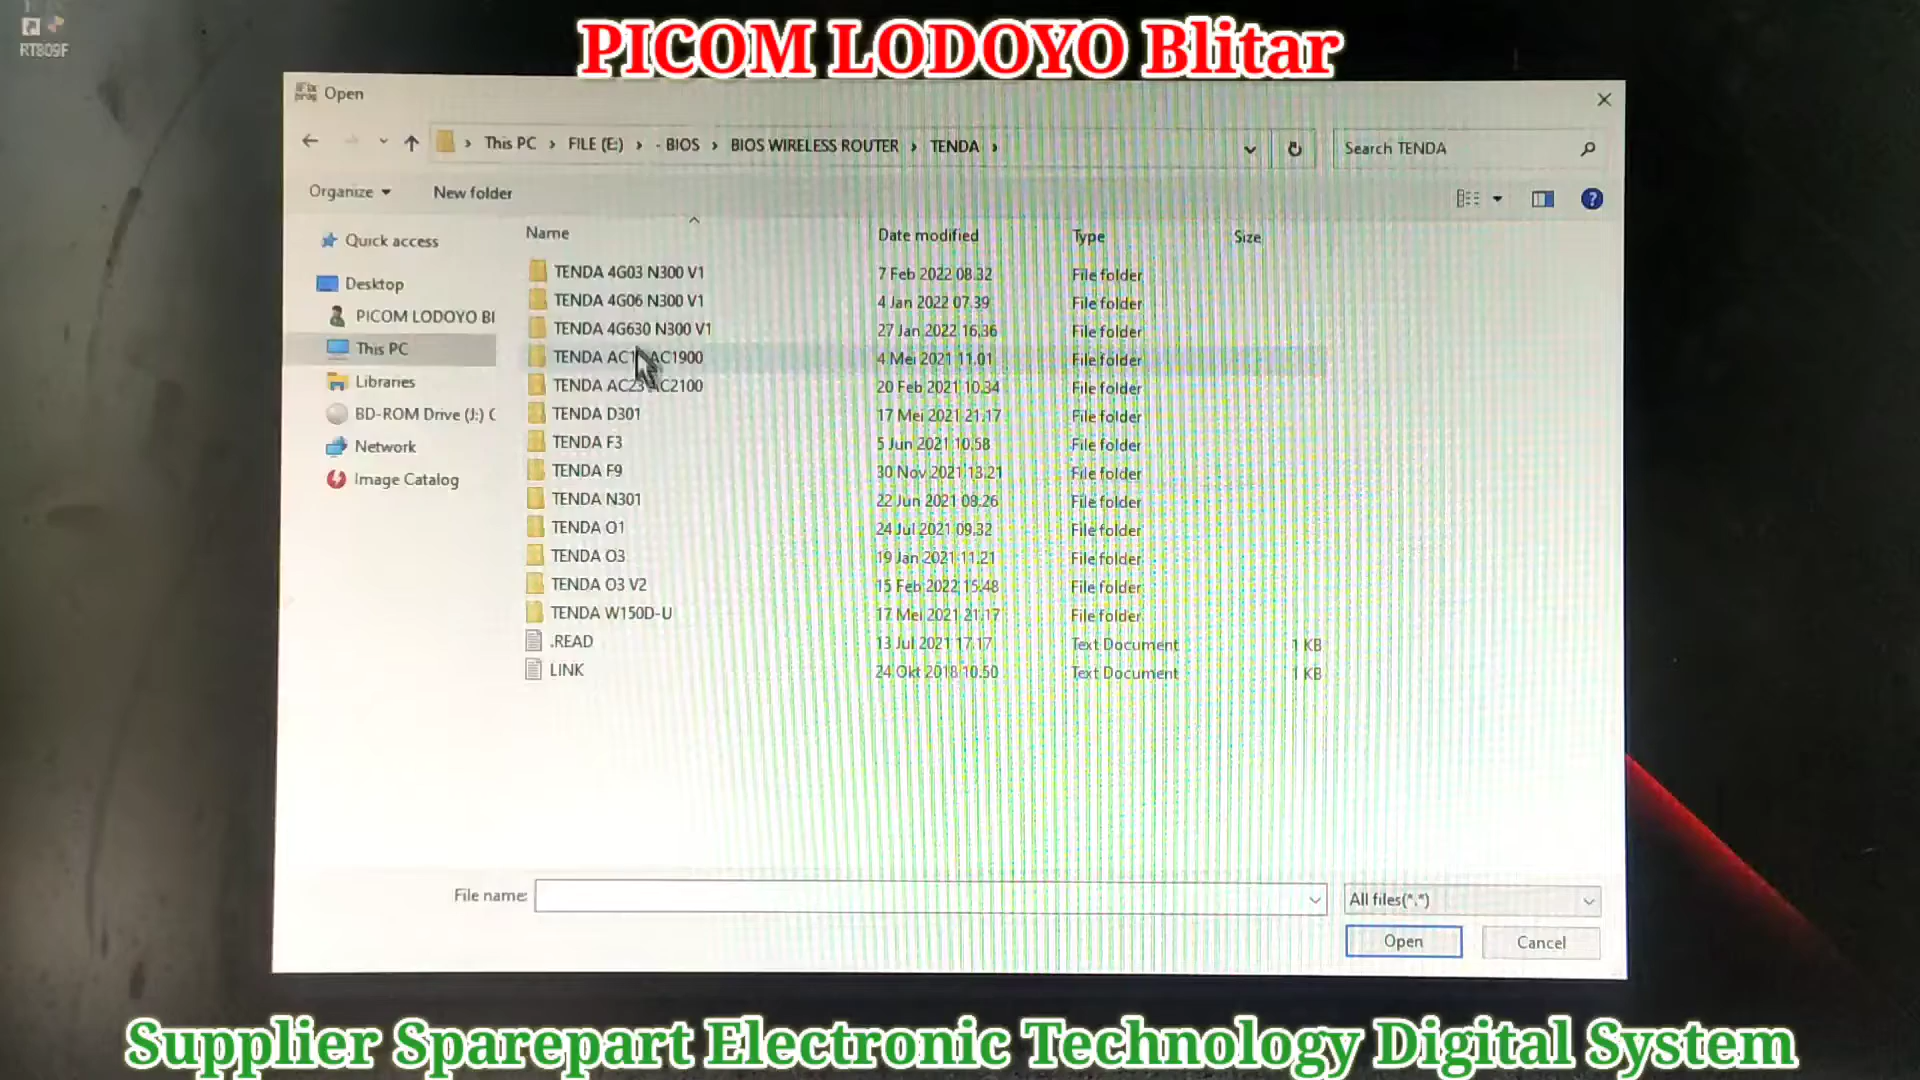 PICOM LODOYO Blitar
RT809F
Open
This PC > FILE (E:) > - BIOS > BIOS WIRELESS ROUTER > TENDA >
Search TENDA
Organize
New folder
Name Date modified Type Size
Quick access
Desktop
PICOM LODOYO BI
This PC
Libraries
BD-ROM Drive (J:) C
Network
Image Catalog
TENDA 4G03 N300 V1 7 Feb 2022 08.32 File folder
TENDA 4G06 N300 V1 4 Jan 2022 07.39 File folder
TENDA 4G630 N300 V1 27 Jan 2022 16.36 File folder
TENDA AC1 AC1900 4 Mei 2021 11.01 File folder
TENDA AC23 AC2100 20 Feb 2021 10.34 File folder
TENDA D301 17 Mei 2021 21.17 File folder
TENDA F3 5 Jun 2021 10.58 File folder
TENDA F9 30 Nov 2021 13.21 File folder
TENDA N301 22 Jun 2021 08.26 File folder
TENDA O1 24 Jul 2021 09.32 File folder
TENDA O3 19 Jan 2021 11.21 File folder
TENDA O3 V2 15 Feb 2022 15.48 File folder
TENDA W150D-U 17 Mei 2021 21.17 File folder
.READ 13 Jul 2021 17.17 Text Document 1 KB
LINK 24 Okt 2018 10.50 Text Document 1 KB
File name:
All files(*.*)
Open
Cancel
Supplier Sparepart Electronic Technology Digital System